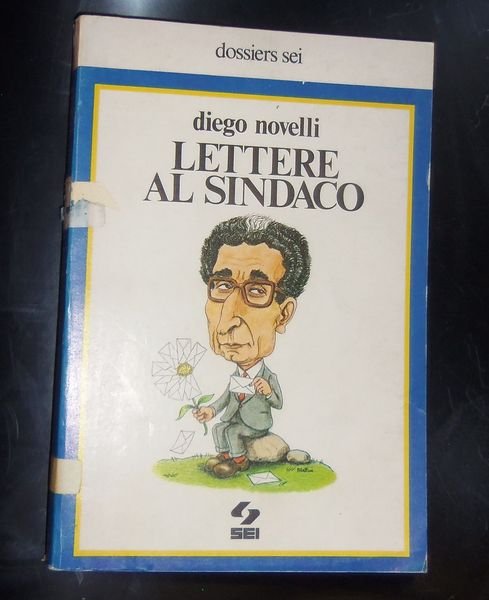 dossiers sei
diego novelli
LETTERE
AL SINDACO
SEI